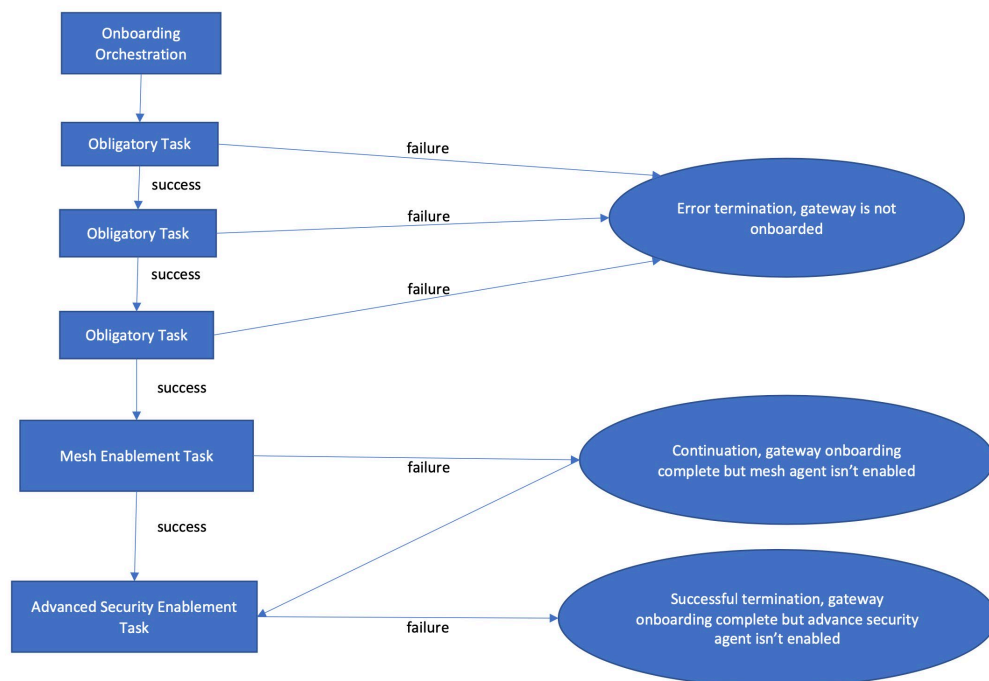 Onboarding
Orchestration
Obligatory Task
failure
success
Error termination, gateway is not
onboarded
Obligatory Task
failure
success
Obligatory Task
failure
success
Mesh Enablement Task
failure
Continuation, gateway onboarding
complete but mesh agent isn't enabled
success
Advanced Security Enablement
Task
failure
Successful termination, gateway
onboarding complete but advance security
agent isn't enabled